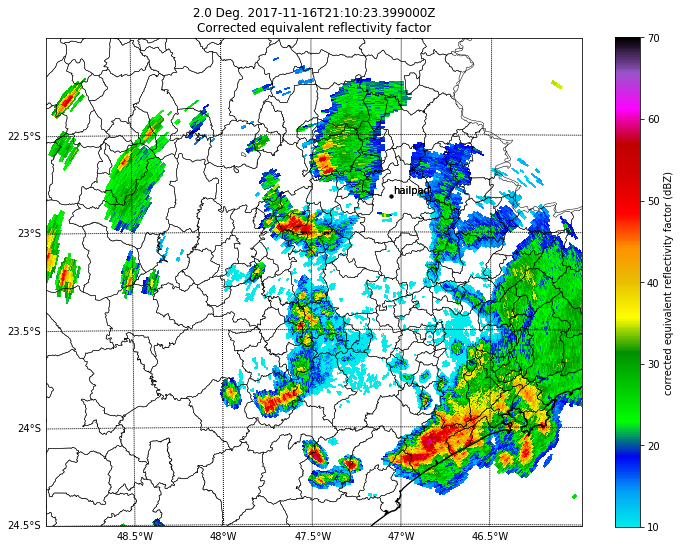 2.0 Deg. 2017-11-16T21:10:23.399000Z
Corrected equivalent reflectivity factor
22.5°S
23°S
23.5°S
24°S
24.5°S
48.5°W
48°W
47.5°W
47°W
46.5°W
hailpad
70
60
50
40
30
20
10
corrected equivalent reflectivity factor (dBZ)